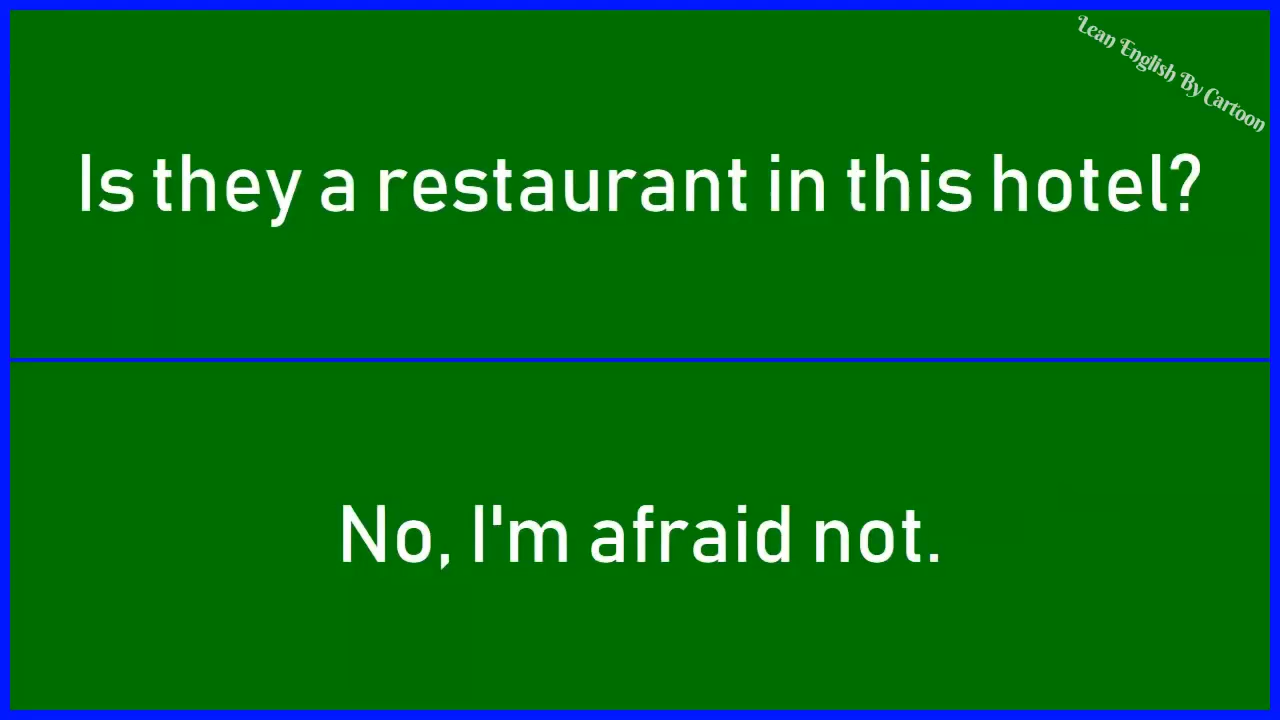 Lean English By Cartoon
Is they a restaurant in this hotel?
No, I'm afraid not.